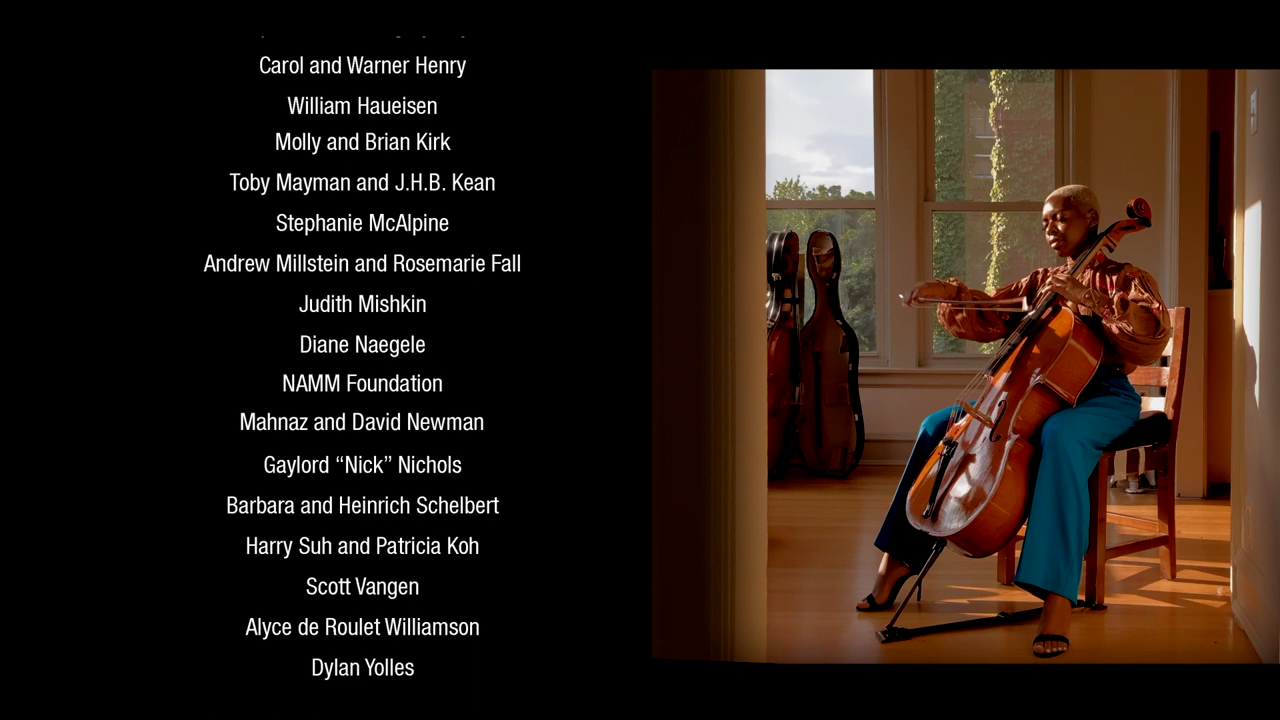 Carol and Warner Henry
William Haueisen
Molly and Brian Kirk
Toby Mayman and J.H.B. Kean
Stephanie McAlpine
Andrew Millstein and Rosemarie Fall
Judith Mishkin
Diane Naegele
NAMM Foundation
Mahnaz and David Newman
Gaylord “Nick” Nichols
Barbara and Heinrich Schelbert
Harry Suh and Patricia Koh
Scott Vangen
Alyce de Roulet Williamson
Dylan Yolles